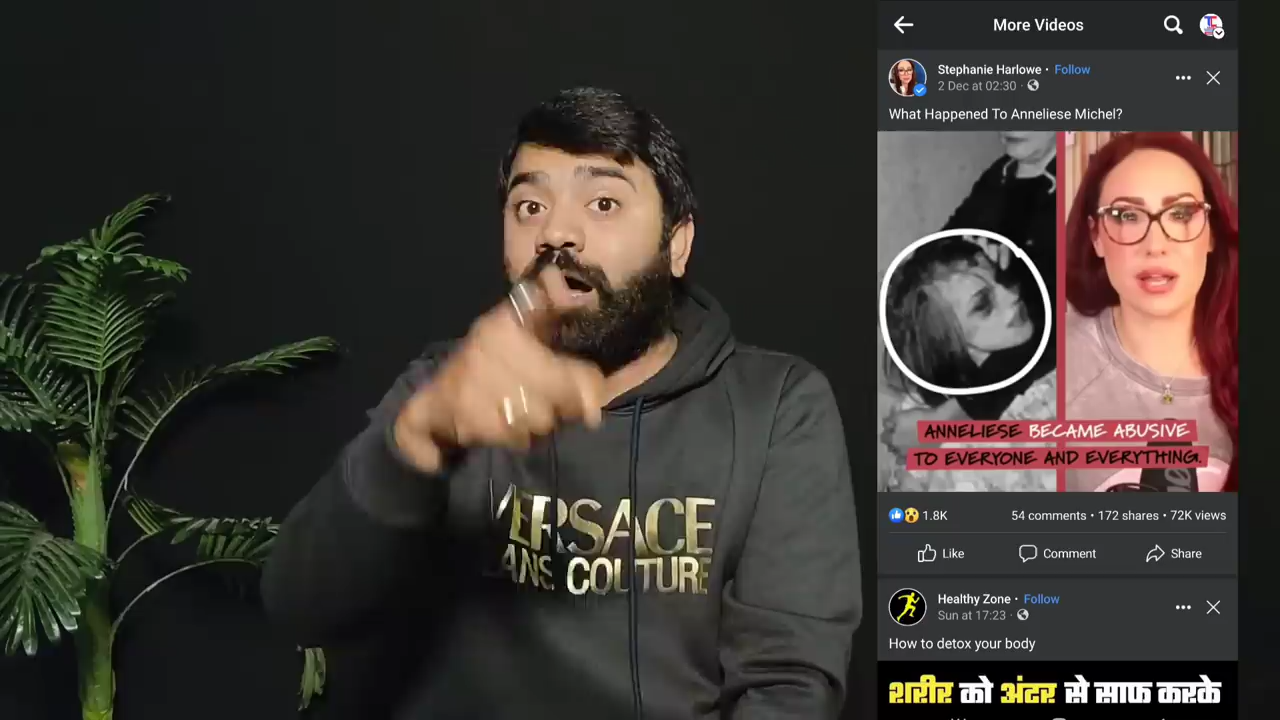 More Videos
Stephanie Harlowe · Follow
2 Dec at 02:30 ·
What Happened To Anneliese Michel?
ANNELIESE BECAME ABUSIVE
TO EVERYONE AND EVERYTHING.
1.8K
54 comments · 172 shares · 72K views
Like
Comment
Share
Healthy Zone · Follow
Sun at 17:23 ·
How to detox your body
शरीर को अंदर से साफ करके
VERSACE
JEANS COUTURE